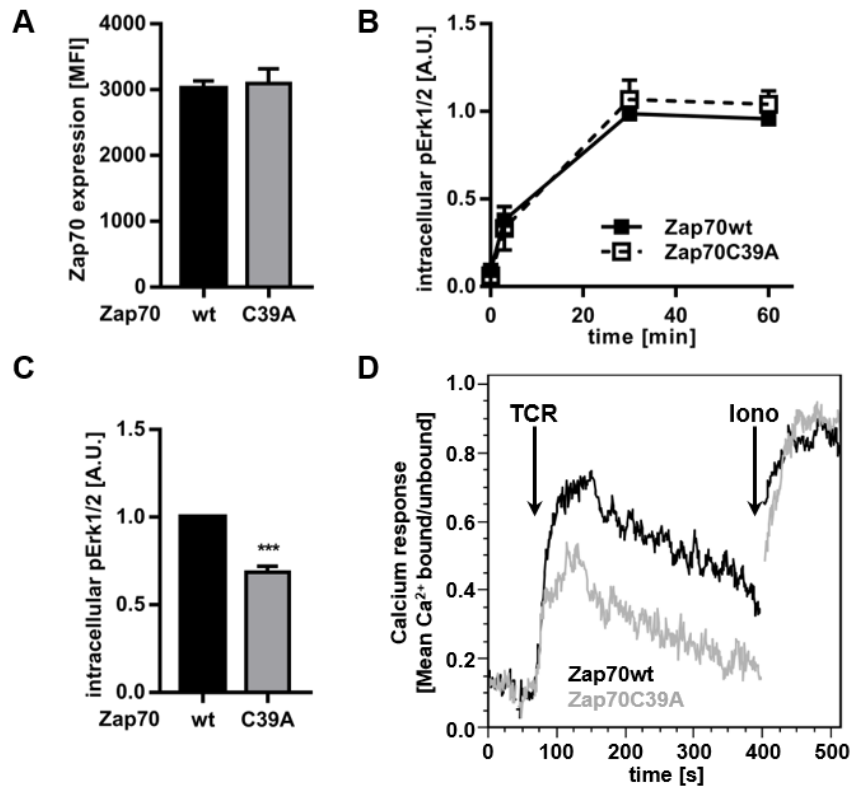 A
Zap70 expression [MFI]
4000
3000
2000
1000
0
Zap70 wt C39A
B
intracellular pErk1/2 [A.U.]
1.5
1.0
0.5
0.0
Zap70wt
Zap70C39A
0 20 40 60
time [min]
C
intracellular pErk1/2 [A.U.]
1.5
1.0
0.5
0.0
***
Zap70 wt C39A
D
Calcium response
[Mean Ca²⁺ bound/unbound]
1.0
0.8
0.6
0.4
0.2
0.0
TCR Iono
Zap70wt
Zap70C39A
0 100 200 300 400 500
time [s]